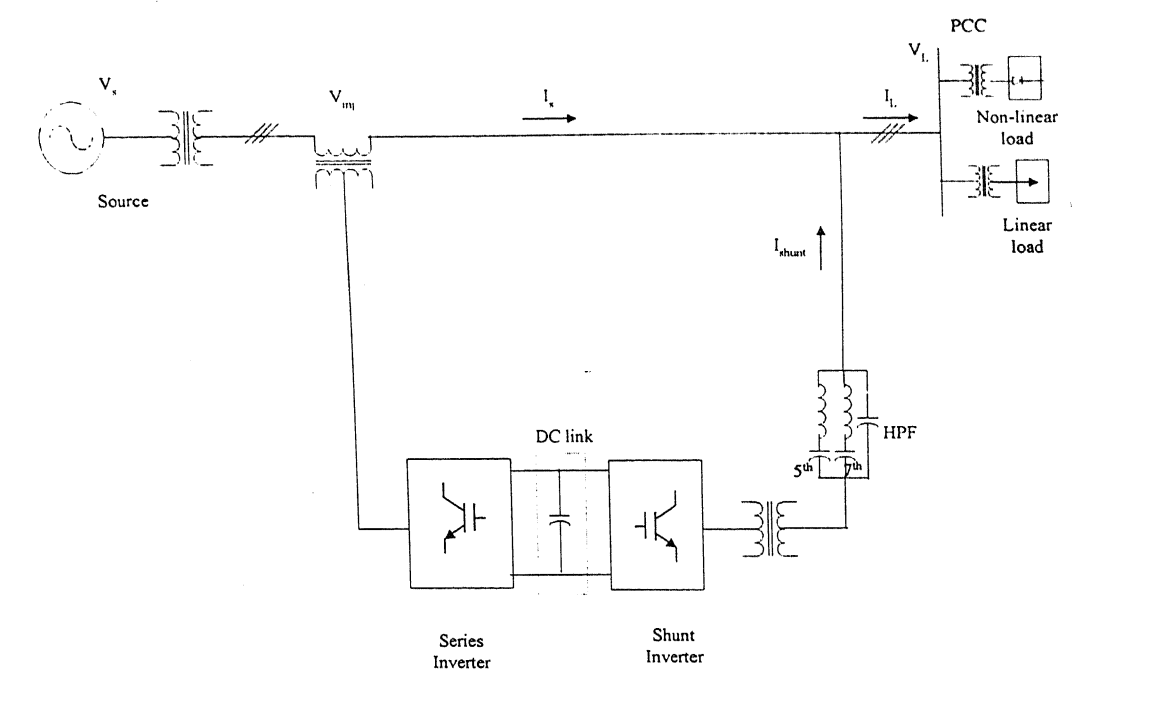 PCC
V_L
V_s
V_inj
I_s
I_L
Non-linear
load
Source
Linear
load
I_shunt
HPF
DC link
5th
7th
Series
Inverter
Shunt
Inverter